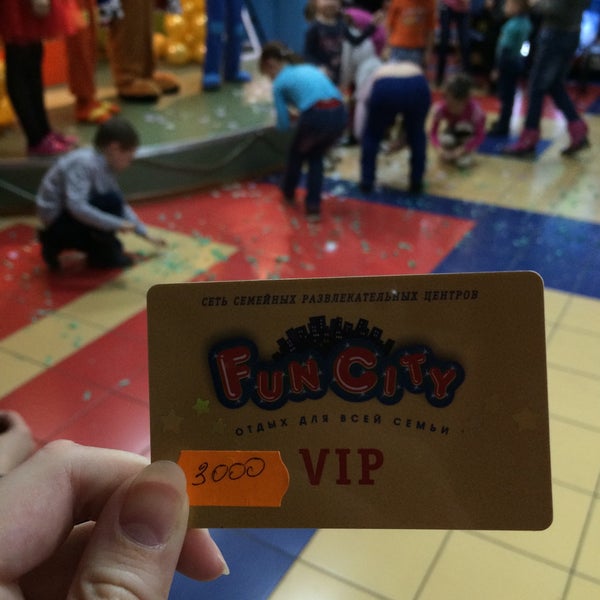 СЕТЬ СЕМЕЙНЫХ РАЗВЛЕКАТЕЛЬНЫХ ЦЕНТРОВ
FUN CITY
ОТДЫХ ДЛЯ ВСЕЙ СЕМЬИ
3000 VIP